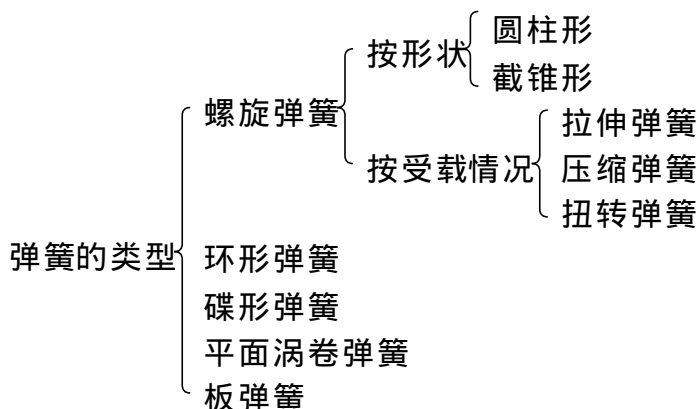 圆柱形
按形状
截锥形
螺旋弹簧
拉伸弹簧
按受载情况
压缩弹簧
扭转弹簧
弹簧的类型
环形弹簧
碟形弹簧
平面涡卷弹簧
板弹簧